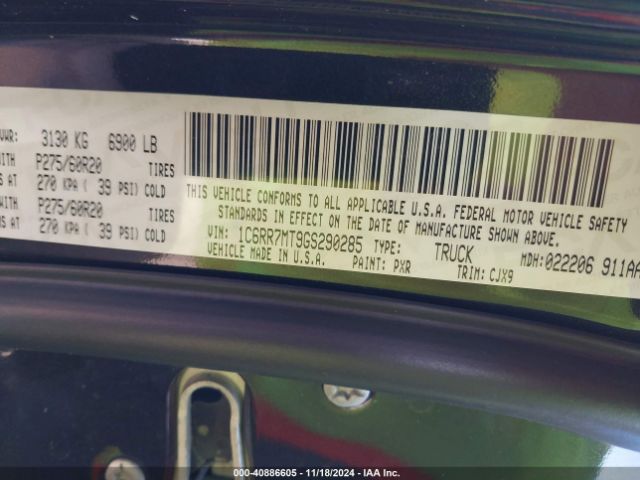 VWR: 3130 KG 6900 LB
WITH P275/60R20 TIRES
AT 270 KPA ( 39 PSI) COLD
WITH P275/60R20 TIRES
AT 270 KPA ( 39 PSI) COLD
THIS VEHICLE CONFORMS TO ALL APPLICABLE U.S.A. FEDERAL MOTOR VEHICLE SAFETY
STANDARDS IN EFFECT ON THE DATE OF MANUFACTURE SHOWN ABOVE.
VIN: 1C6RR7MT9GS290285 TYPE: TRUCK MDH:022206 911AA
VEHICLE MADE IN U.S.A. PAINT: PXR TRIM: CJX9
00-40886605 - 11/18/2024 - IAA Inc.